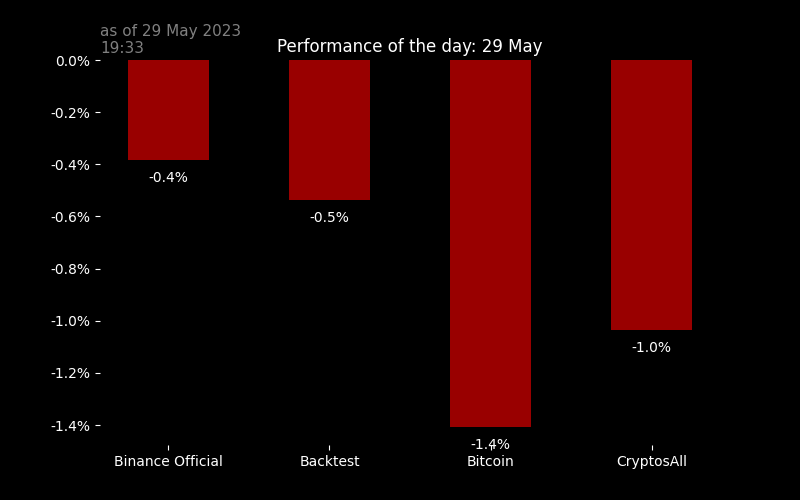 as of 29 May 2023
19:33
Performance of the day: 29 May
0.0%
-0.2%
-0.4%
-0.6%
-0.8%
-1.0%
-1.2%
-1.4%
-0.4%
-0.5%
-1.4%
-1.0%
Binance Official
Backtest
Bitcoin
CryptosAll